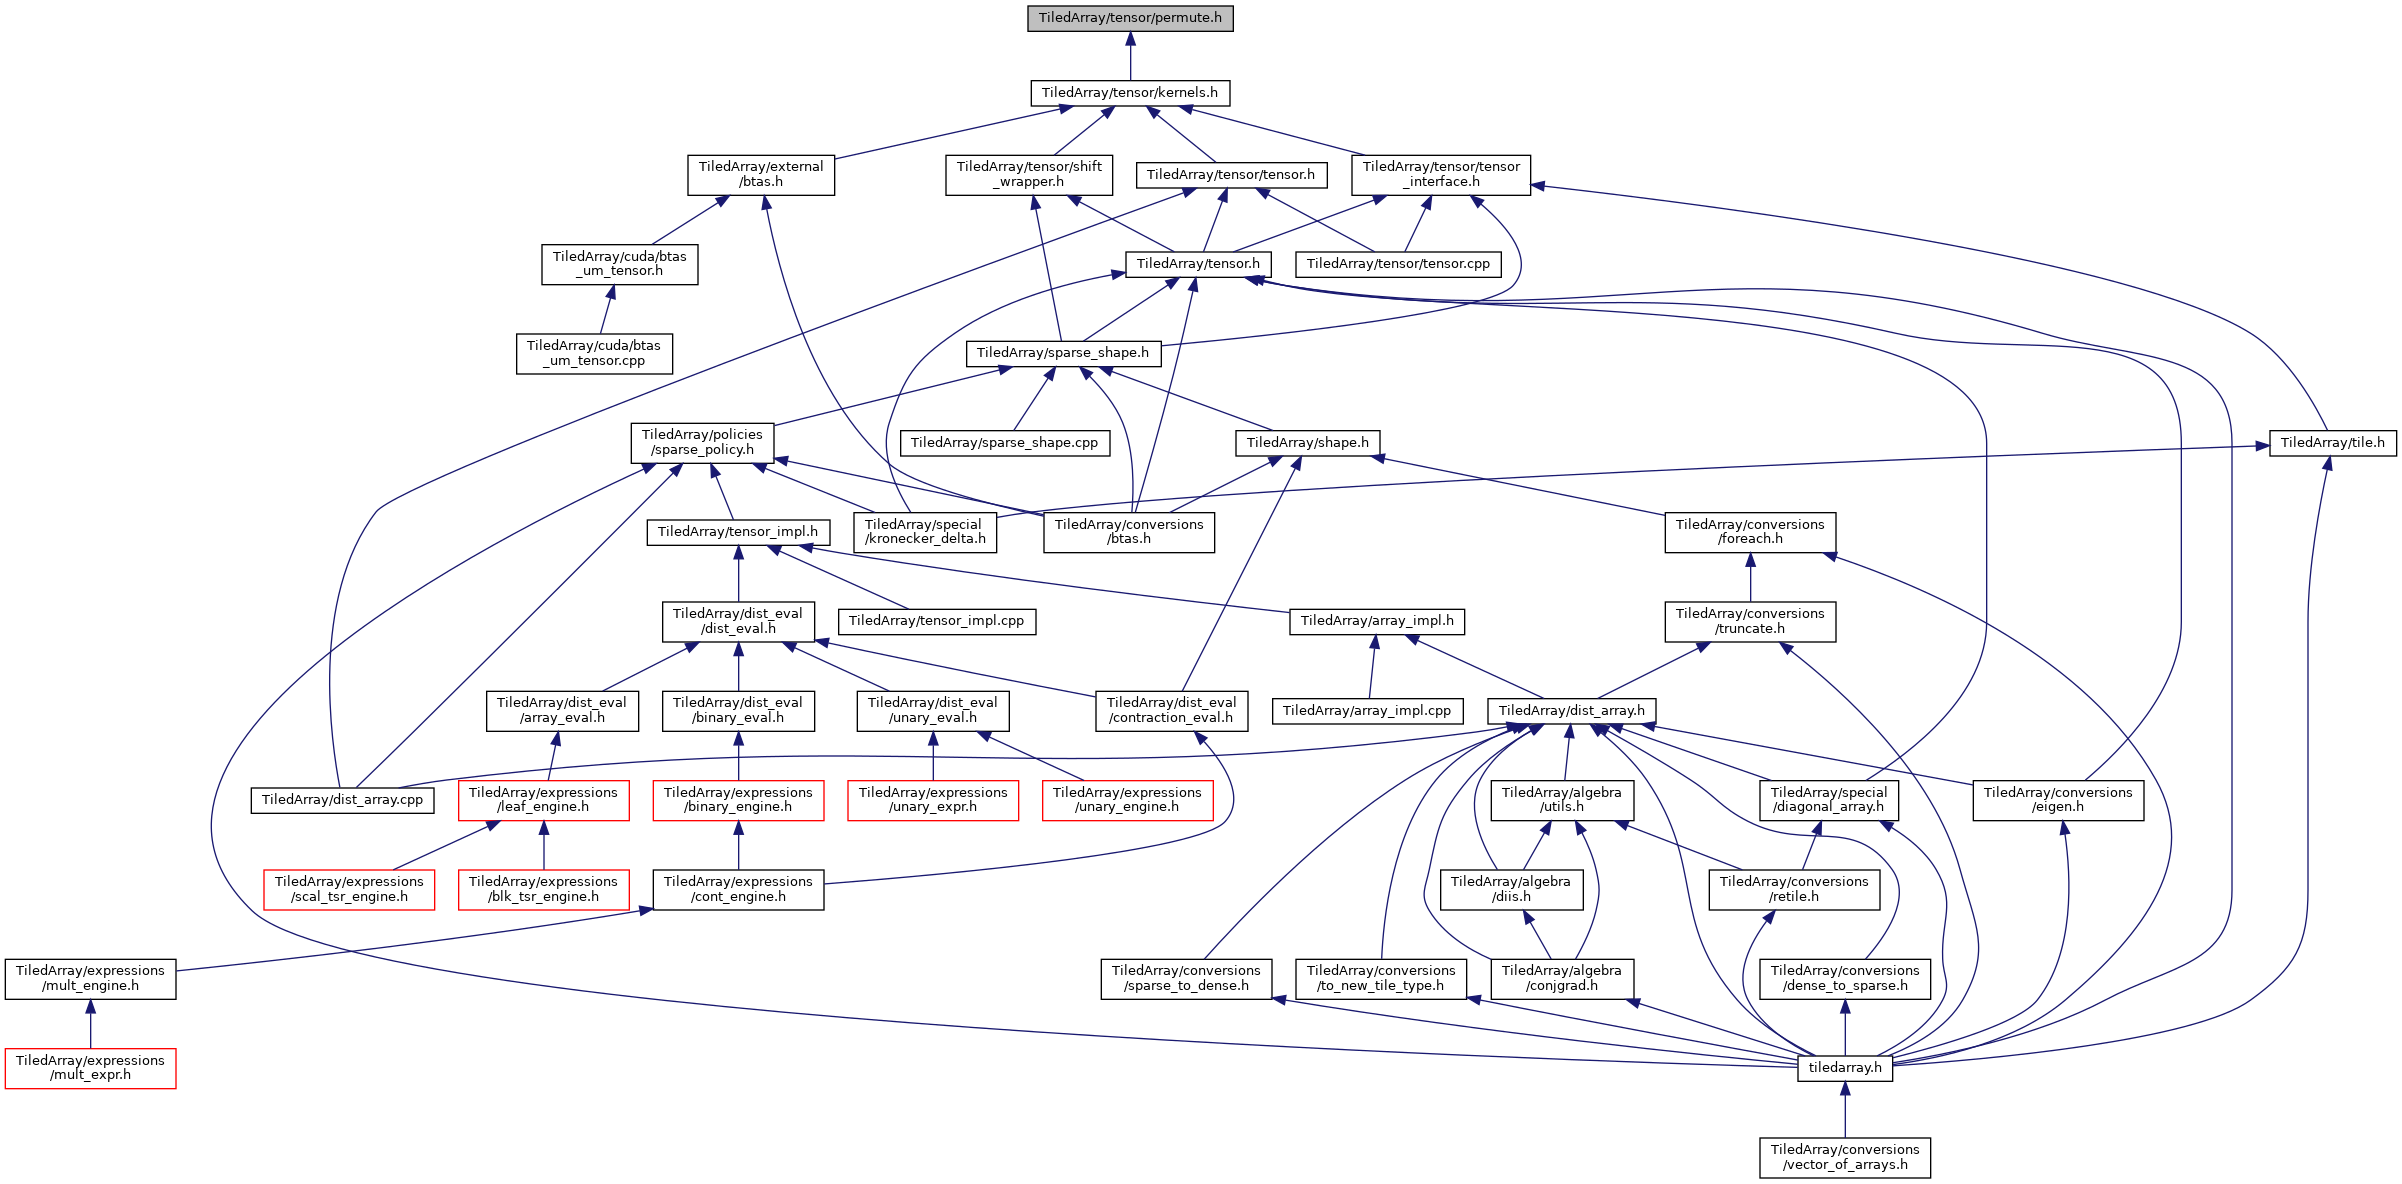 TiledArray/tensor/permute.h
TiledArray/tensor/kernels.h
TiledArray/external
/btas.h
TiledArray/tensor/shift
_wrapper.h
TiledArray/tensor/tensor.h
TiledArray/tensor/tensor
_interface.h
TiledArray/cuda/btas
_um_tensor.h
TiledArray/tensor.h
TiledArray/tensor/tensor.cpp
TiledArray/cuda/btas
_um_tensor.cpp
TiledArray/sparse_shape.h
TiledArray/policies
/sparse_policy.h
TiledArray/sparse_shape.cpp
TiledArray/shape.h
TiledArray/tile.h
TiledArray/tensor_impl.h
TiledArray/special
/kronecker_delta.h
TiledArray/conversions
/btas.h
TiledArray/conversions
/foreach.h
TiledArray/dist_eval
/dist_eval.h
TiledArray/tensor_impl.cpp
TiledArray/array_impl.h
TiledArray/conversions
/truncate.h
TiledArray/dist_eval
/array_eval.h
TiledArray/dist_eval
/binary_eval.h
TiledArray/dist_eval
/unary_eval.h
TiledArray/dist_eval
/contraction_eval.h
TiledArray/array_impl.cpp
TiledArray/dist_array.h
TiledArray/dist_array.cpp
TiledArray/expressions
/leaf_engine.h
TiledArray/expressions
/binary_engine.h
TiledArray/expressions
/unary_expr.h
TiledArray/expressions
/unary_engine.h
TiledArray/algebra
/utils.h
TiledArray/special
/diagonal_array.h
TiledArray/conversions
/eigen.h
TiledArray/expressions
/scal_tsr_engine.h
TiledArray/expressions
/blk_tsr_engine.h
TiledArray/expressions
/cont_engine.h
TiledArray/algebra
/diis.h
TiledArray/conversions
/retile.h
TiledArray/expressions
/mult_engine.h
TiledArray/conversions
/sparse_to_dense.h
TiledArray/conversions
/to_new_tile_type.h
TiledArray/algebra
/conjgrad.h
TiledArray/conversions
/dense_to_sparse.h
TiledArray/expressions
/mult_expr.h
tiledarray.h
TiledArray/conversions
/vector_of_arrays.h